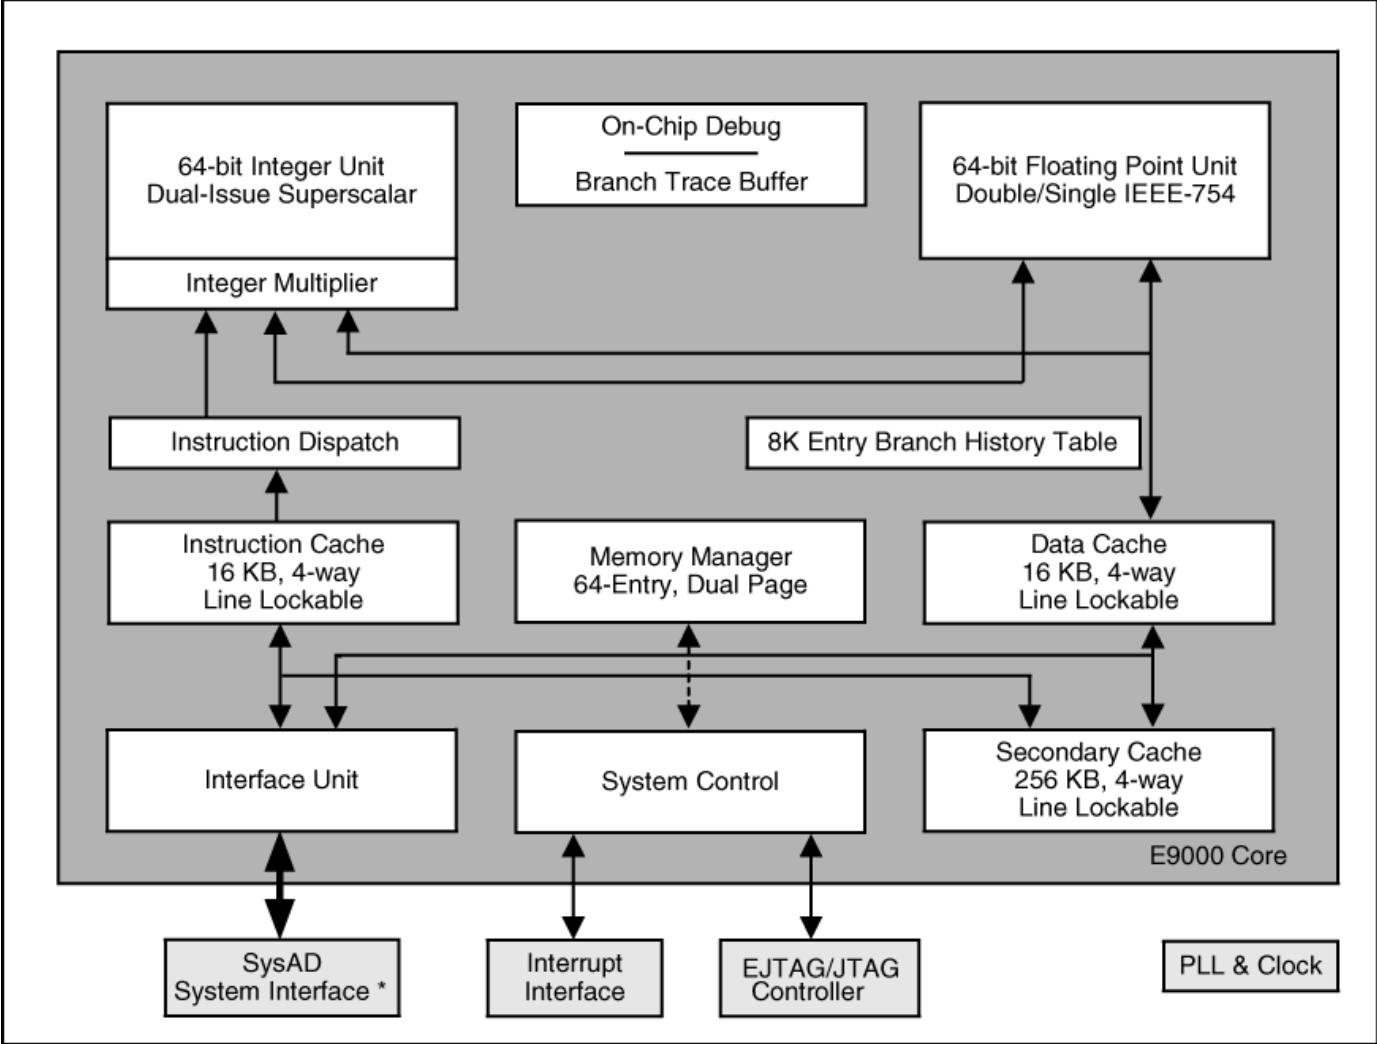 64-bit Integer Unit
Dual-Issue Superscalar
Integer Multiplier
On-Chip Debug
Branch Trace Buffer
64-bit Floating Point Unit
Double/Single IEEE-754
Instruction Dispatch
8K Entry Branch History Table
Instruction Cache
16 KB, 4-way
Line Lockable
Memory Manager
64-Entry, Dual Page
Data Cache
16 KB, 4-way
Line Lockable
Interface Unit
System Control
Secondary Cache
256 KB, 4-way
Line Lockable
E9000 Core
SysAD
System Interface *
Interrupt
Interface
EJTAG/JTAG
Controller
PLL & Clock